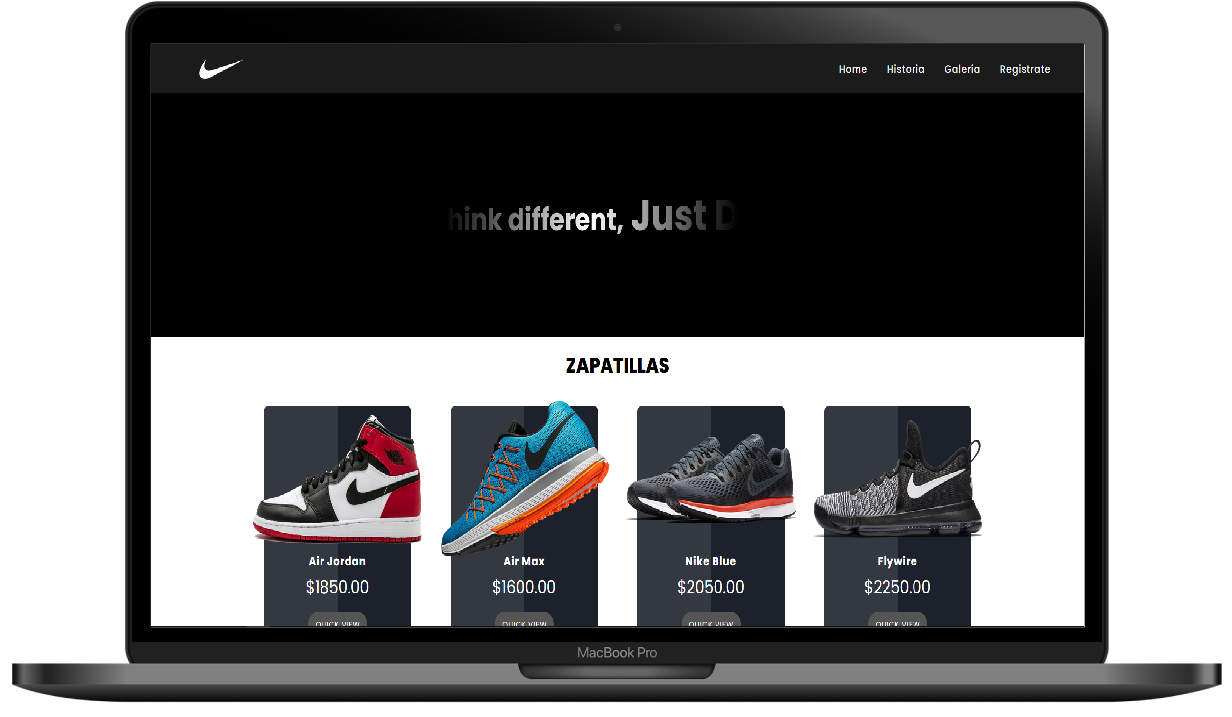 Home Historia Galeria Registrate
hink different, Just D
ZAPATILLAS
Air Jordan
$1850.00
QUICK VIEW
Air Max
$1600.00
QUICK VIEW
Nike Blue
$2050.00
QUICK VIEW
Flywire
$2250.00
QUICK VIEW
MacBook Pro